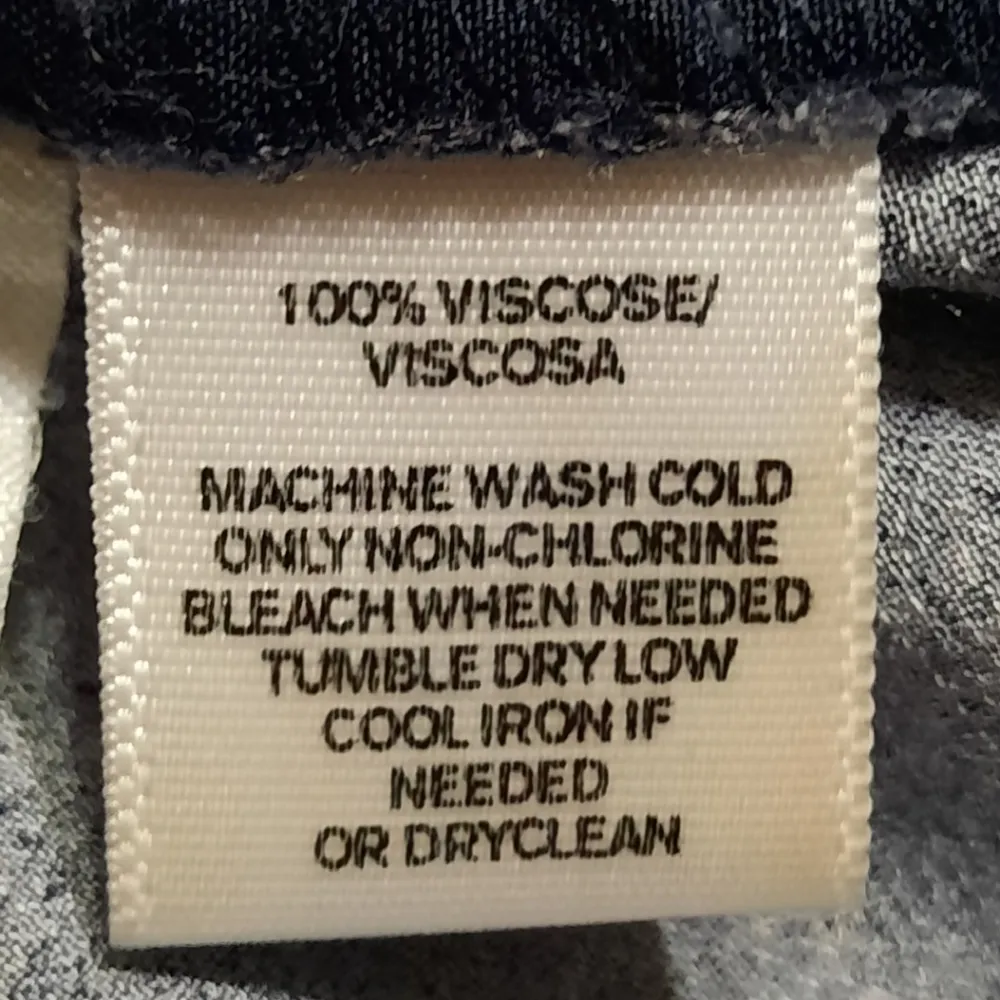 100% VISCOSE/
VISCOSA
MACHINE WASH COLD
ONLY NON-CHLORINE
BLEACH WHEN NEEDED
TUMBLE DRY LOW
COOL IRON IF
NEEDED
OR DRYCLEAN